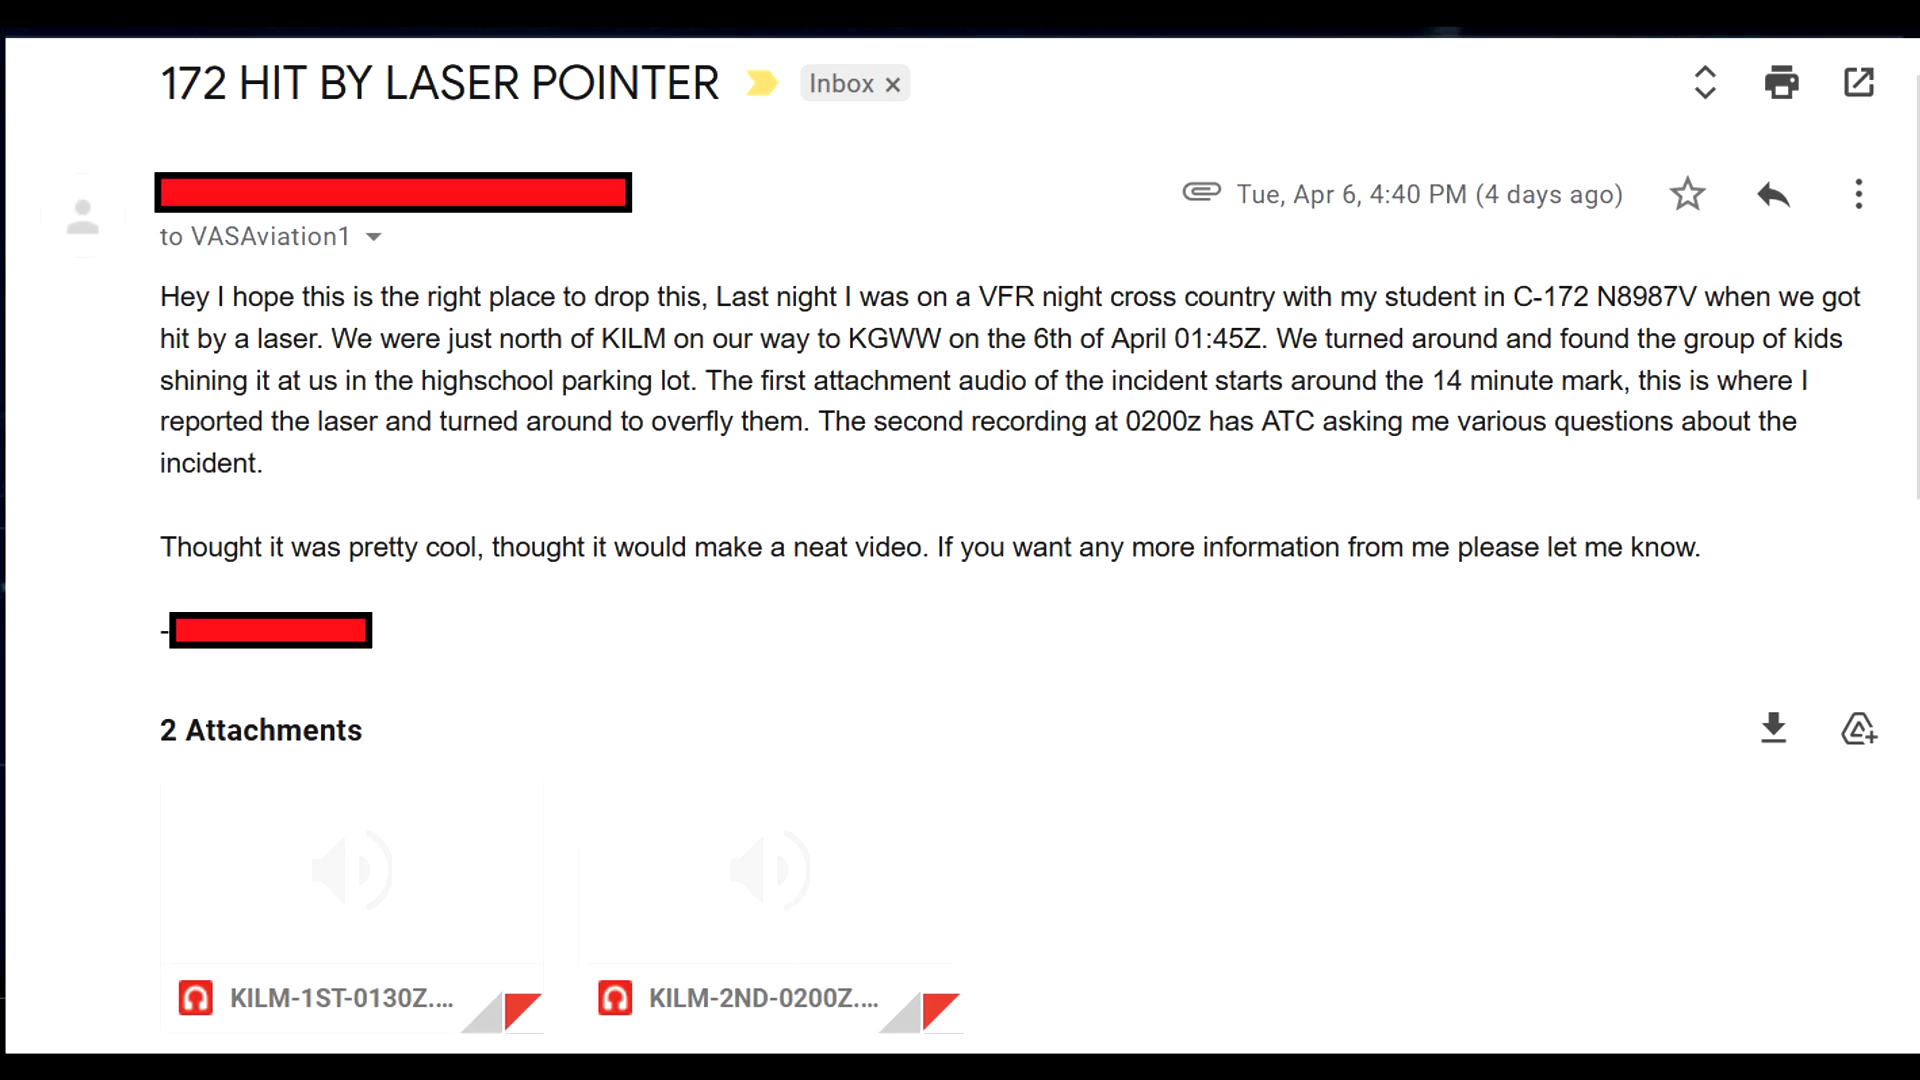 172 HIT BY LASER POINTER
Inbox ×
Tue, Apr 6, 4:40 PM (4 days ago)
to VASAviation1
Hey I hope this is the right place to drop this, Last night I was on a VFR night cross country with my student in C-172 N8987V when we got
hit by a laser. We were just north of KILM on our way to KGWW on the 6th of April 01:45Z. We turned around and found the group of kids
shining it at us in the highschool parking lot. The first attachment audio of the incident starts around the 14 minute mark, this is where I
reported the laser and turned around to overfly them. The second recording at 0200z has ATC asking me various questions about the
incident.
Thought it was pretty cool, thought it would make a neat video. If you want any more information from me please let me know.
-
2 Attachments
KILM-1ST-0130Z....
KILM-2ND-0200Z....